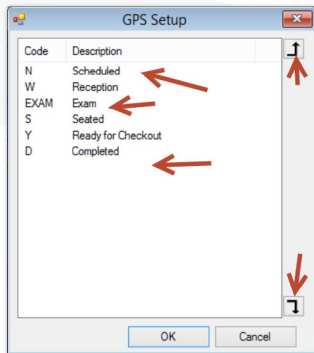 GPS Setup
Code Description
N Scheduled
W Reception
EXAM Exam
S Seated
Y Ready for Checkout
D Completed
OK Cancel